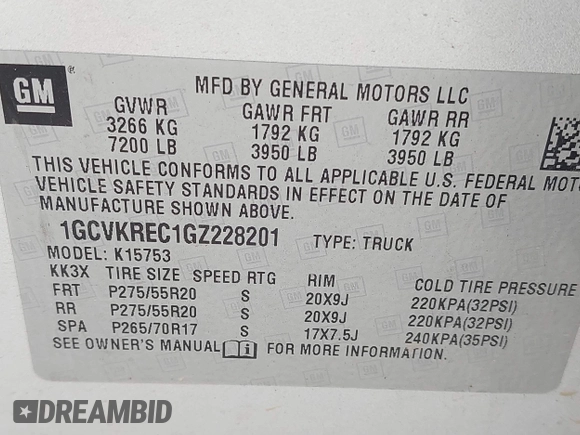 GM ®
MFD BY GENERAL MOTORS LLC
GVWR GAWR FRT GAWR RR
3266 KG 1792 KG 1792 KG
7200 LB 3950 LB 3950 LB
THIS VEHICLE CONFORMS TO ALL APPLICABLE U.S. FEDERAL MOT
VEHICLE SAFETY STANDARDS IN EFFECT ON THE DATE OF
MANUFACTURE SHOWN ABOVE.
1GCVKREC1GZ228201 TYPE: TRUCK
MODEL: K15753
KK3X TIRE SIZE SPEED RTG RIM COLD TIRE PRESSURE
FRT P275/55R20 S 20X9J 220KPA(32PSI)
RR P275/55R20 S 20X9J 220KPA(32PSI)
SPA P265/70R17 S 17X7.5J 240KPA(35PSI)
SEE OWNER'S MANUAL FOR MORE INFORMATION.
DREAMBID